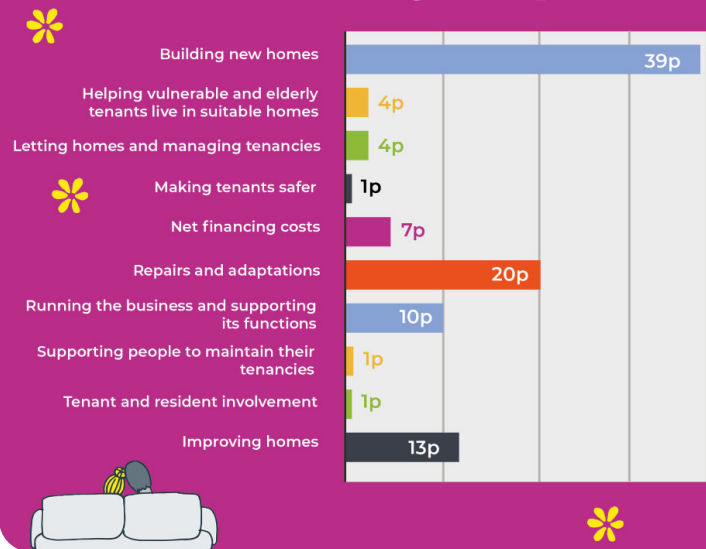 Building new homes
39p
Helping vulnerable and elderly
tenants live in suitable homes
4p
Letting homes and managing tenancies
4p
Making tenants safer
1p
Net financing costs
7p
Repairs and adaptations
20p
Running the business and supporting
its functions
10p
Supporting people to maintain their
tenancies
1p
Tenant and resident involvement
1p
Improving homes
13p